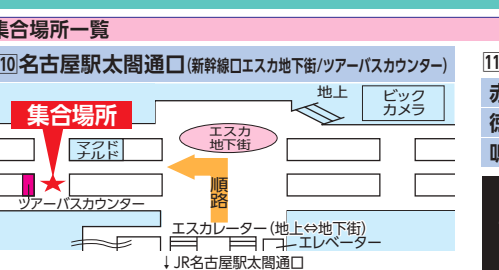 集合場所一覧
10名古屋駅太閤通口(新幹線口エスカ地下街/ツアーバスカウンター)
11
地上
ビック
カメラ
集合場所
エスカ
地下街
マクド
ナルド
順路
ツアーバスカウンター
エスカレーター(地上⇔地下街)
エレベーター
↓JR名古屋駅太閤通口